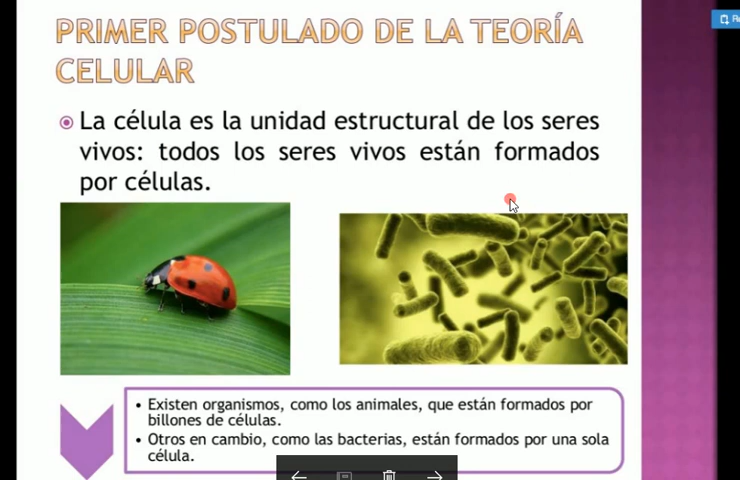 PRIMER POSTULADO DE LA TEORÍA
CELULAR
La célula es la unidad estructural de los seres
vivos: todos los seres vivos están formados
por células.
• Existen organismos, como los animales, que están formados por
billones de células.
• Otros en cambio, como las bacterias, están formados por una sola
célula.